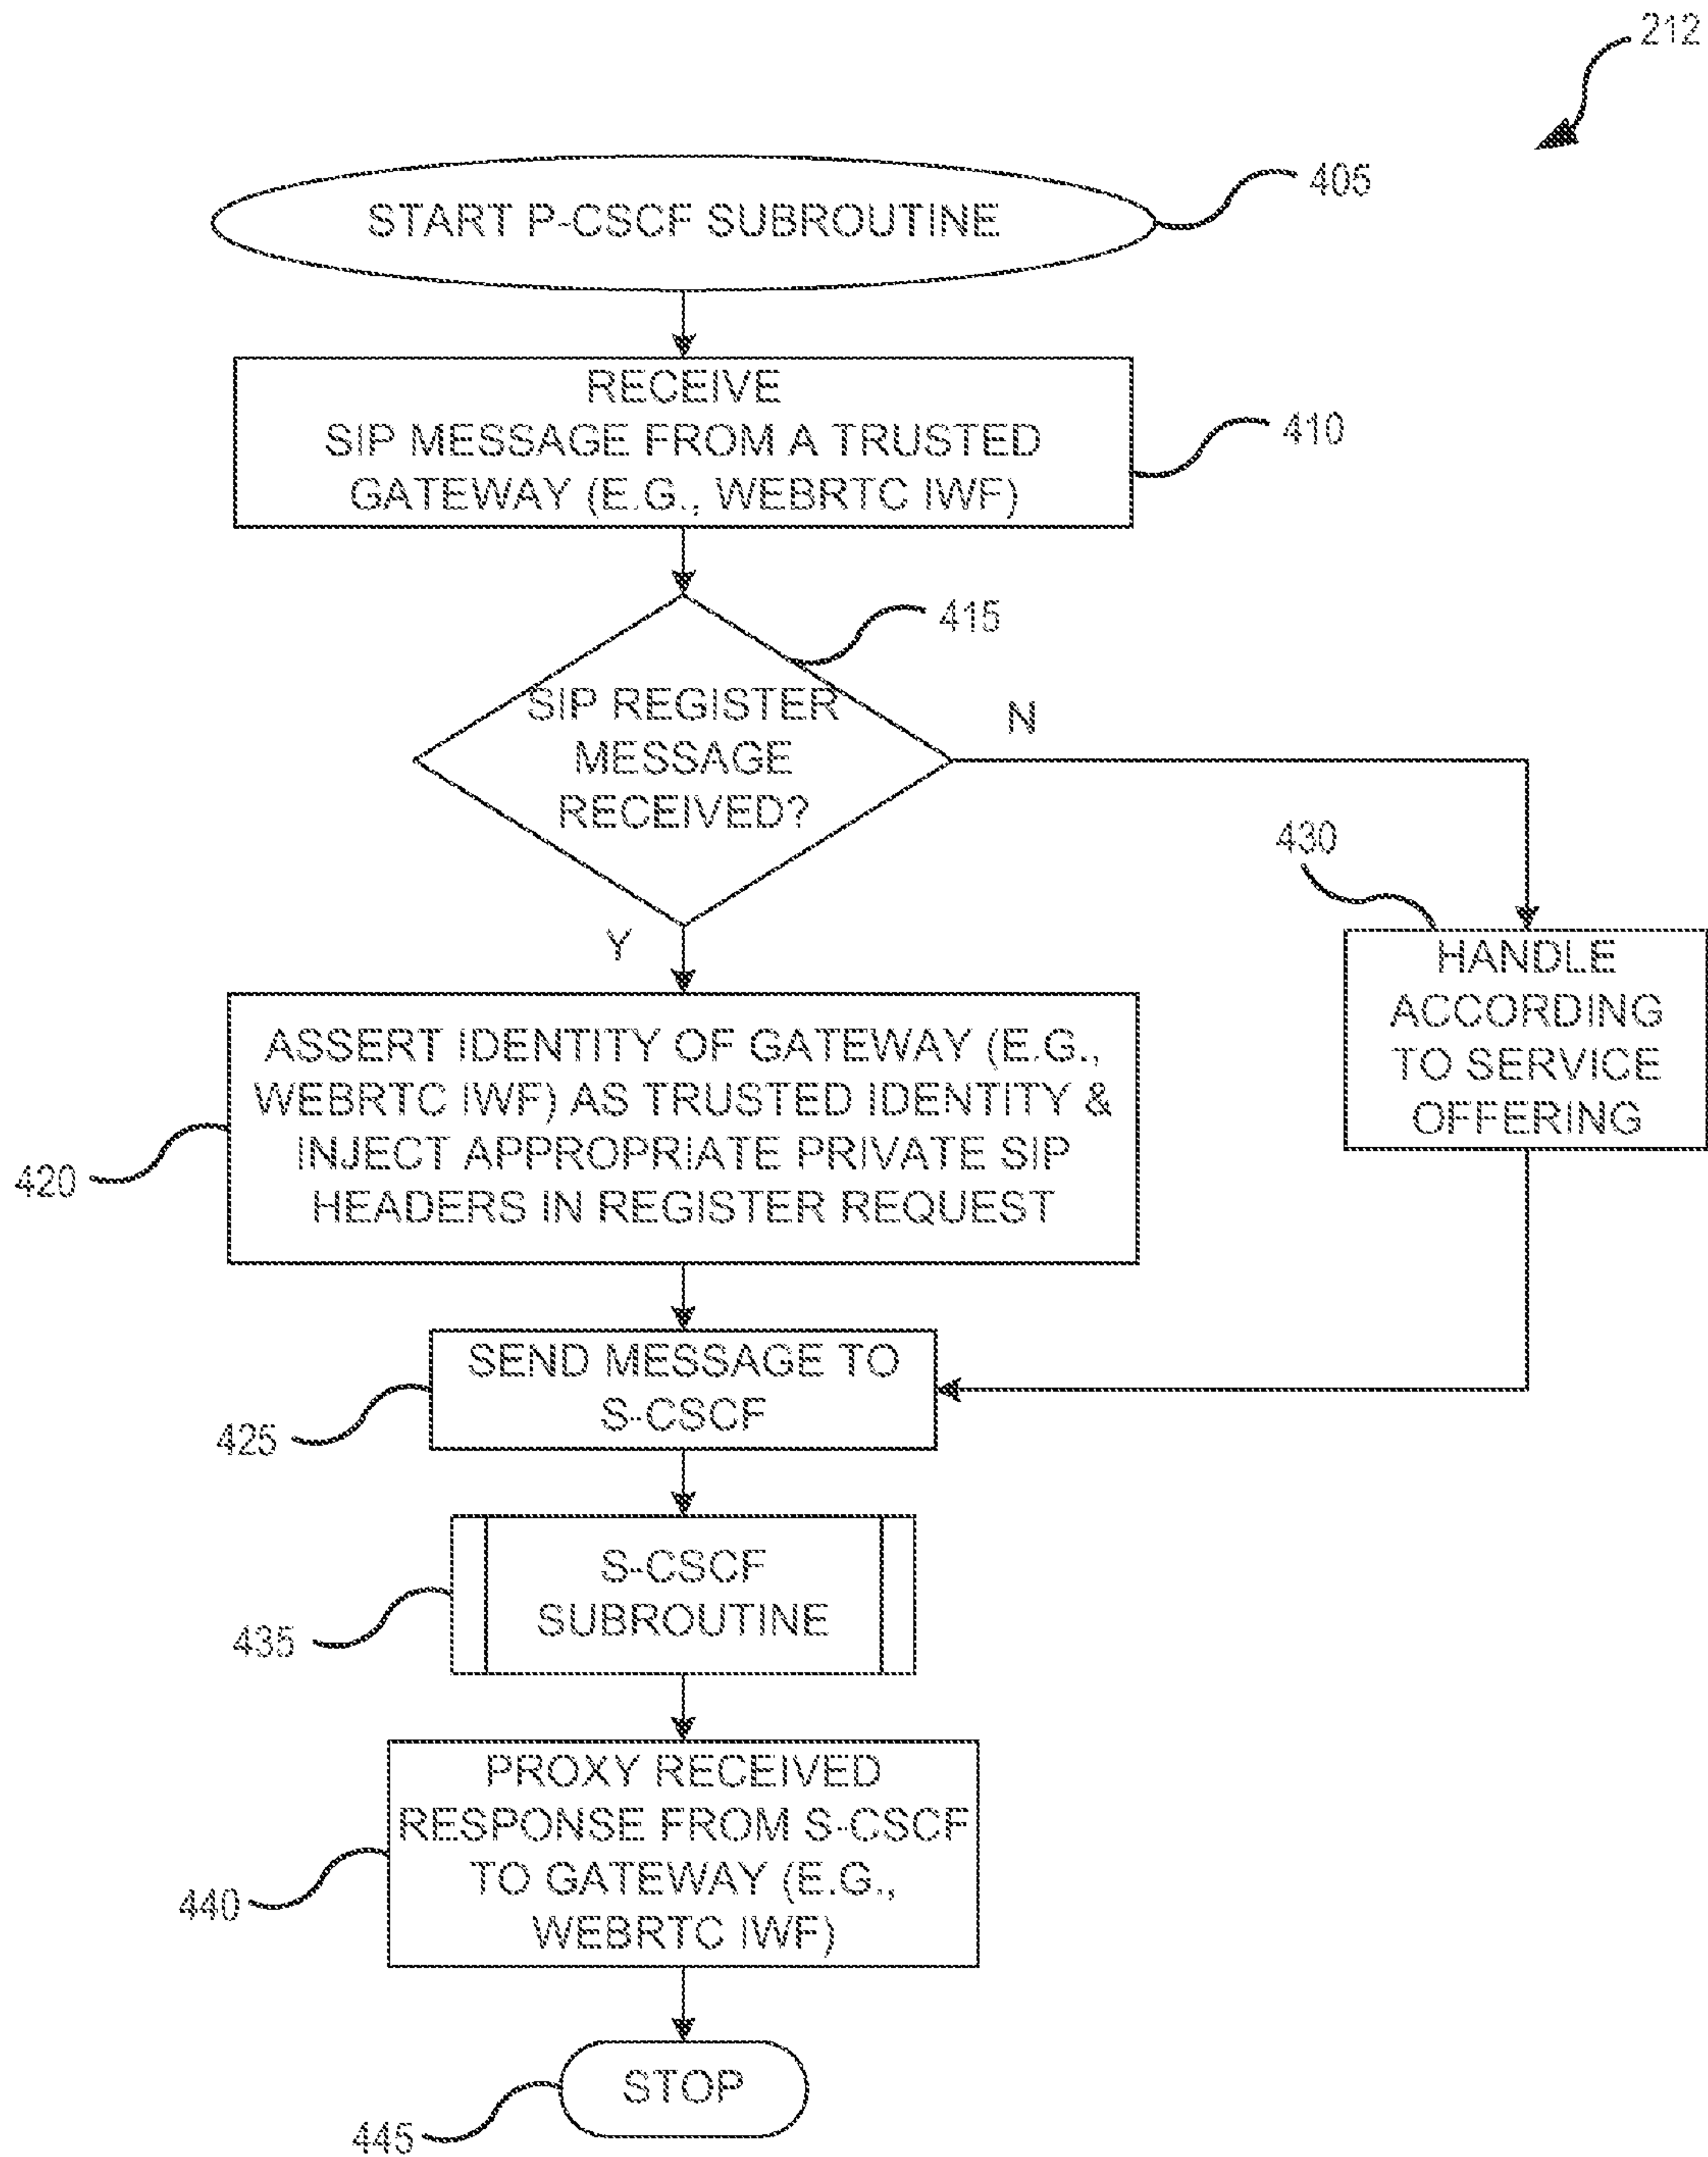 212
START P-CSCF SUBROUTINE
405
RECEIVE
SIP MESSAGE FROM A TRUSTED
GATEWAY (E.G., WEBRTC IWF)
410
415
SIP REGISTER
MESSAGE
RECEIVED?
N
Y
430
HANDLE
ACCORDING
TO SERVICE
OFFERING
ASSERT IDENTITY OF GATEWAY (E.G.,
WEBRTC IWF) AS TRUSTED IDENTITY &
INJECT APPROPRIATE PRIVATE SIP
HEADERS IN REGISTER REQUEST
420
SEND MESSAGE TO
S-CSCF
425
S-CSCF
SUBROUTINE
435
PROXY RECEIVED
RESPONSE FROM S-CSCF
TO GATEWAY (E.G.,
WEBRTC IWF)
440
STOP
445